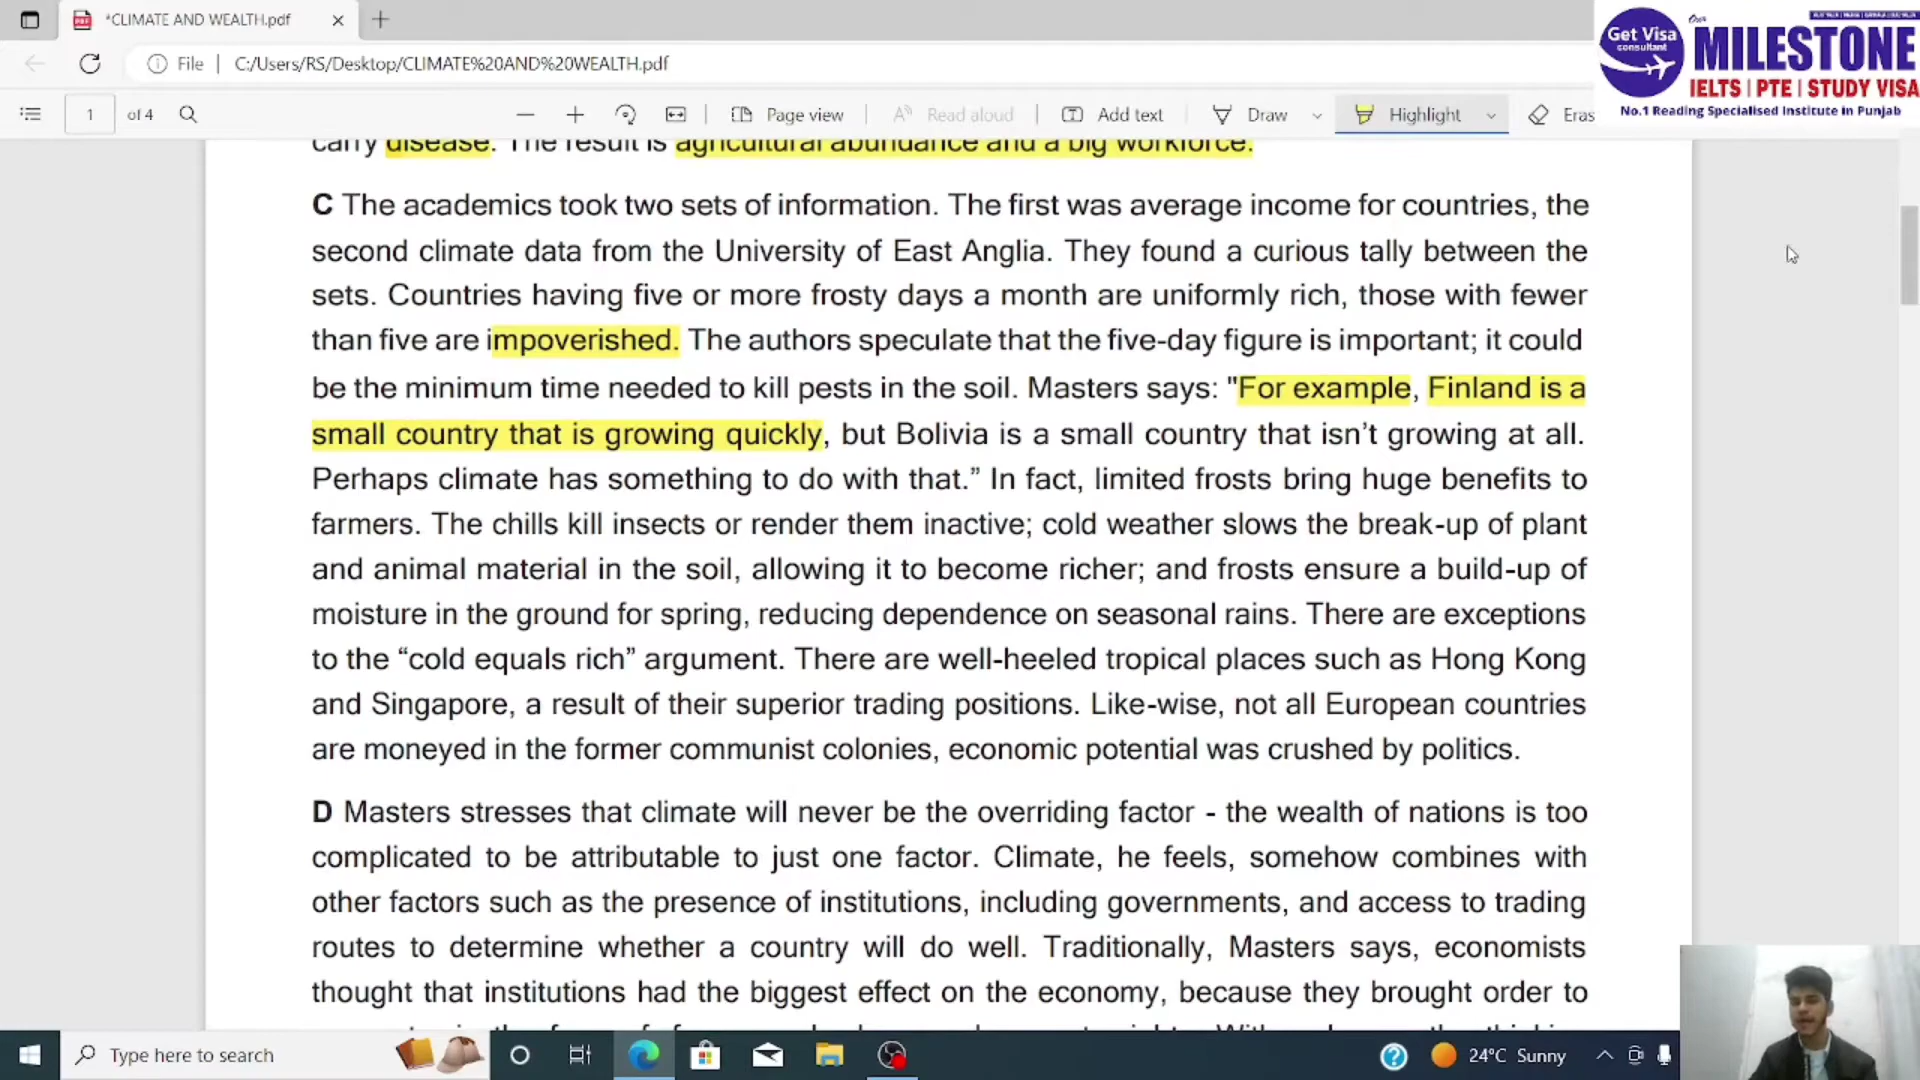 *CLIMATE AND WEALTH.pdf
File
C:/Users/RS/Desktop/CLIMATE%20AND%20WEALTH.pdf
Our
Get Visa
consultant
MILESTONE
IELTS | PTE | STUDY VISA
No.1 Reading Specialised Institute in Punjab
1 of 4
Page view
Read aloud
Add text
Draw
Highlight
Eras
carry disease. The result is agricultural abundance and a big workforce.
C The academics took two sets of information. The first was average income for countries, the
second climate data from the University of East Anglia. They found a curious tally between the
sets. Countries having five or more frosty days a month are uniformly rich, those with fewer
than five are impoverished. The authors speculate that the five-day figure is important; it could
be the minimum time needed to kill pests in the soil. Masters says: "For example, Finland is a
small country that is growing quickly, but Bolivia is a small country that isn’t growing at all.
Perhaps climate has something to do with that.” In fact, limited frosts bring huge benefits to
farmers. The chills kill insects or render them inactive; cold weather slows the break-up of plant
and animal material in the soil, allowing it to become richer; and frosts ensure a build-up of
moisture in the ground for spring, reducing dependence on seasonal rains. There are exceptions
to the “cold equals rich” argument. There are well-heeled tropical places such as Hong Kong
and Singapore, a result of their superior trading positions. Like-wise, not all European countries
are moneyed in the former communist colonies, economic potential was crushed by politics.
D Masters stresses that climate will never be the overriding factor - the wealth of nations is too
complicated to be attributable to just one factor. Climate, he feels, somehow combines with
other factors such as the presence of institutions, including governments, and access to trading
routes to determine whether a country will do well. Traditionally, Masters says, economists
thought that institutions had the biggest effect on the economy, because they brought order to
Type here to search
24°C Sunny